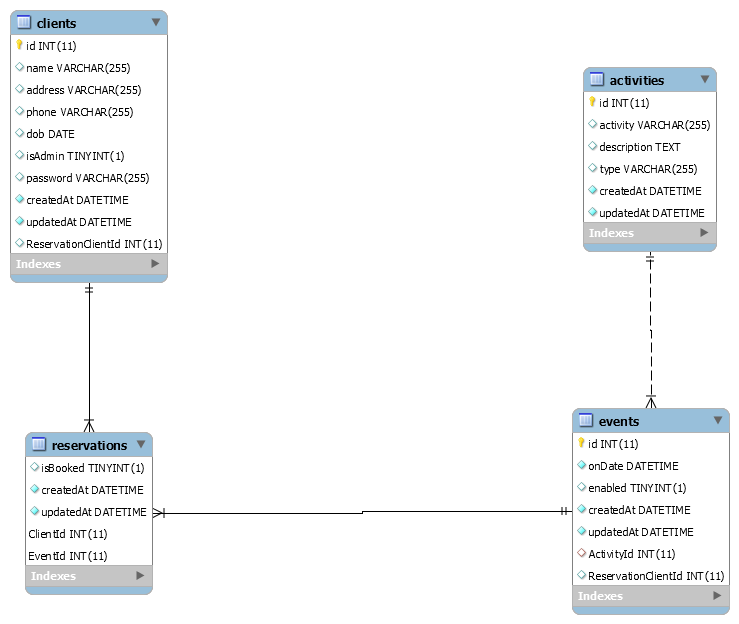 clients
id INT(11)
name VARCHAR(255)
address VARCHAR(255)
phone VARCHAR(255)
dob DATE
isAdmin TINYINT(1)
password VARCHAR(255)
createdAt DATETIME
updatedAt DATETIME
ReservationClientId INT(11)
Indexes
activities
id INT(11)
activity VARCHAR(255)
description TEXT
type VARCHAR(255)
createdAt DATETIME
updatedAt DATETIME
Indexes
reservations
isBooked TINYINT(1)
createdAt DATETIME
updatedAt DATETIME
ClientId INT(11)
EventId INT(11)
Indexes
events
id INT(11)
onDate DATETIME
enabled TINYINT(1)
createdAt DATETIME
updatedAt DATETIME
ActivityId INT(11)
ReservationClientId INT(11)
Indexes